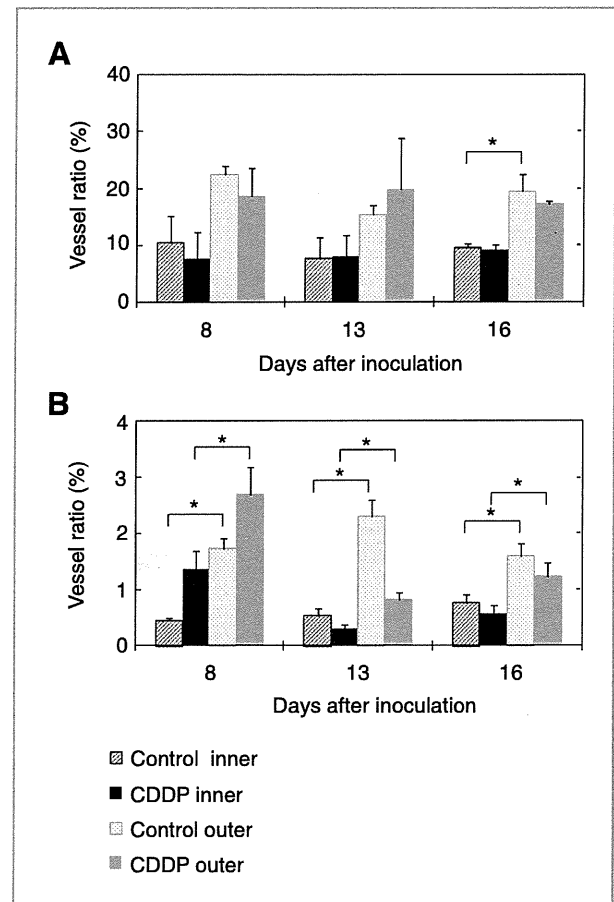 A
Vessel ratio (%)
40
30
20
10
0
*
8 13 16
Days after inoculation
B
Vessel ratio (%)
4
3
2
1
0
* * * * * *
8 13 16
Days after inoculation
Control inner
CDDP inner
Control outer
CDDP outer